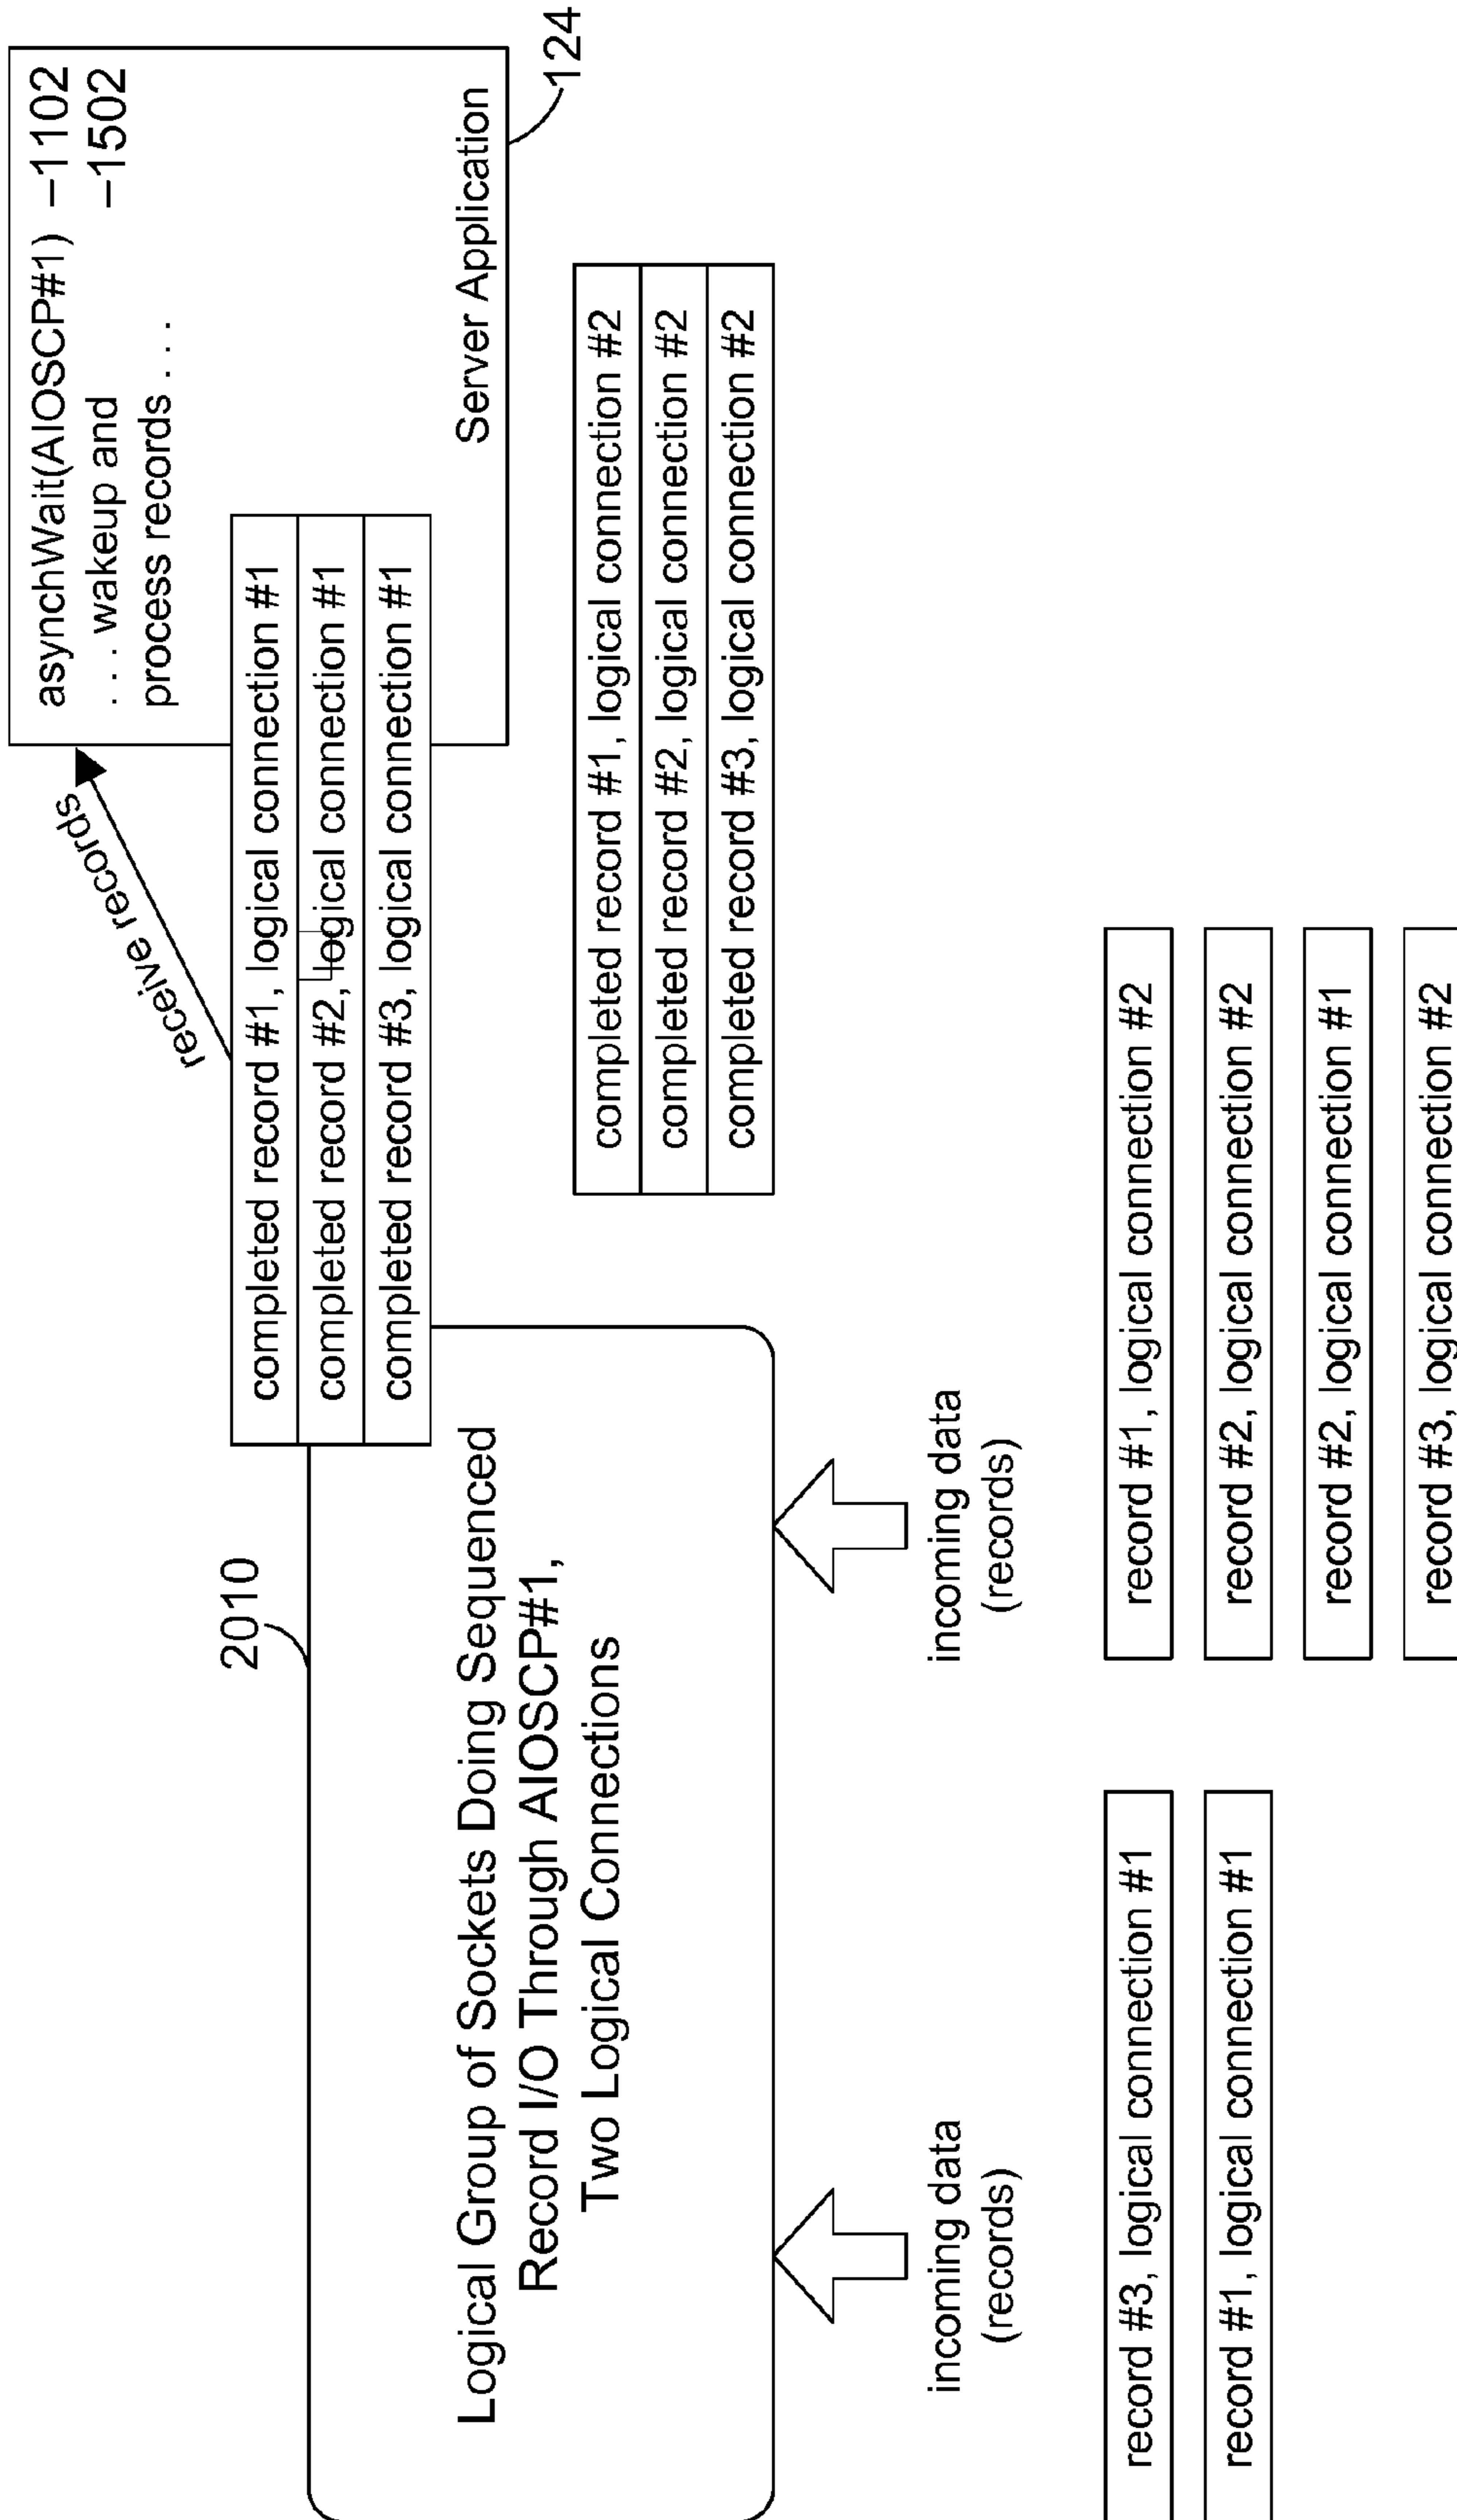 asynchWait(AIOSCP#1) –1102
. . . wakeup and –1502
process records . . .
Server Application
124
receive records
completed record #1, logical connection #1
completed record #2, logical connection #1
completed record #3, logical connection #1
completed record #1, logical connection #2
completed record #2, logical connection #2
completed record #3, logical connection #2
2010
Logical Group of Sockets Doing Sequenced
Record I/O Through AIOSCP#1,
Two Logical Connections
incoming data
(records)
incoming data
(records)
record #3, logical connection #1
record #1, logical connection #1
record #1, logical connection #2
record #2, logical connection #2
record #2, logical connection #1
record #3, logical connection #2